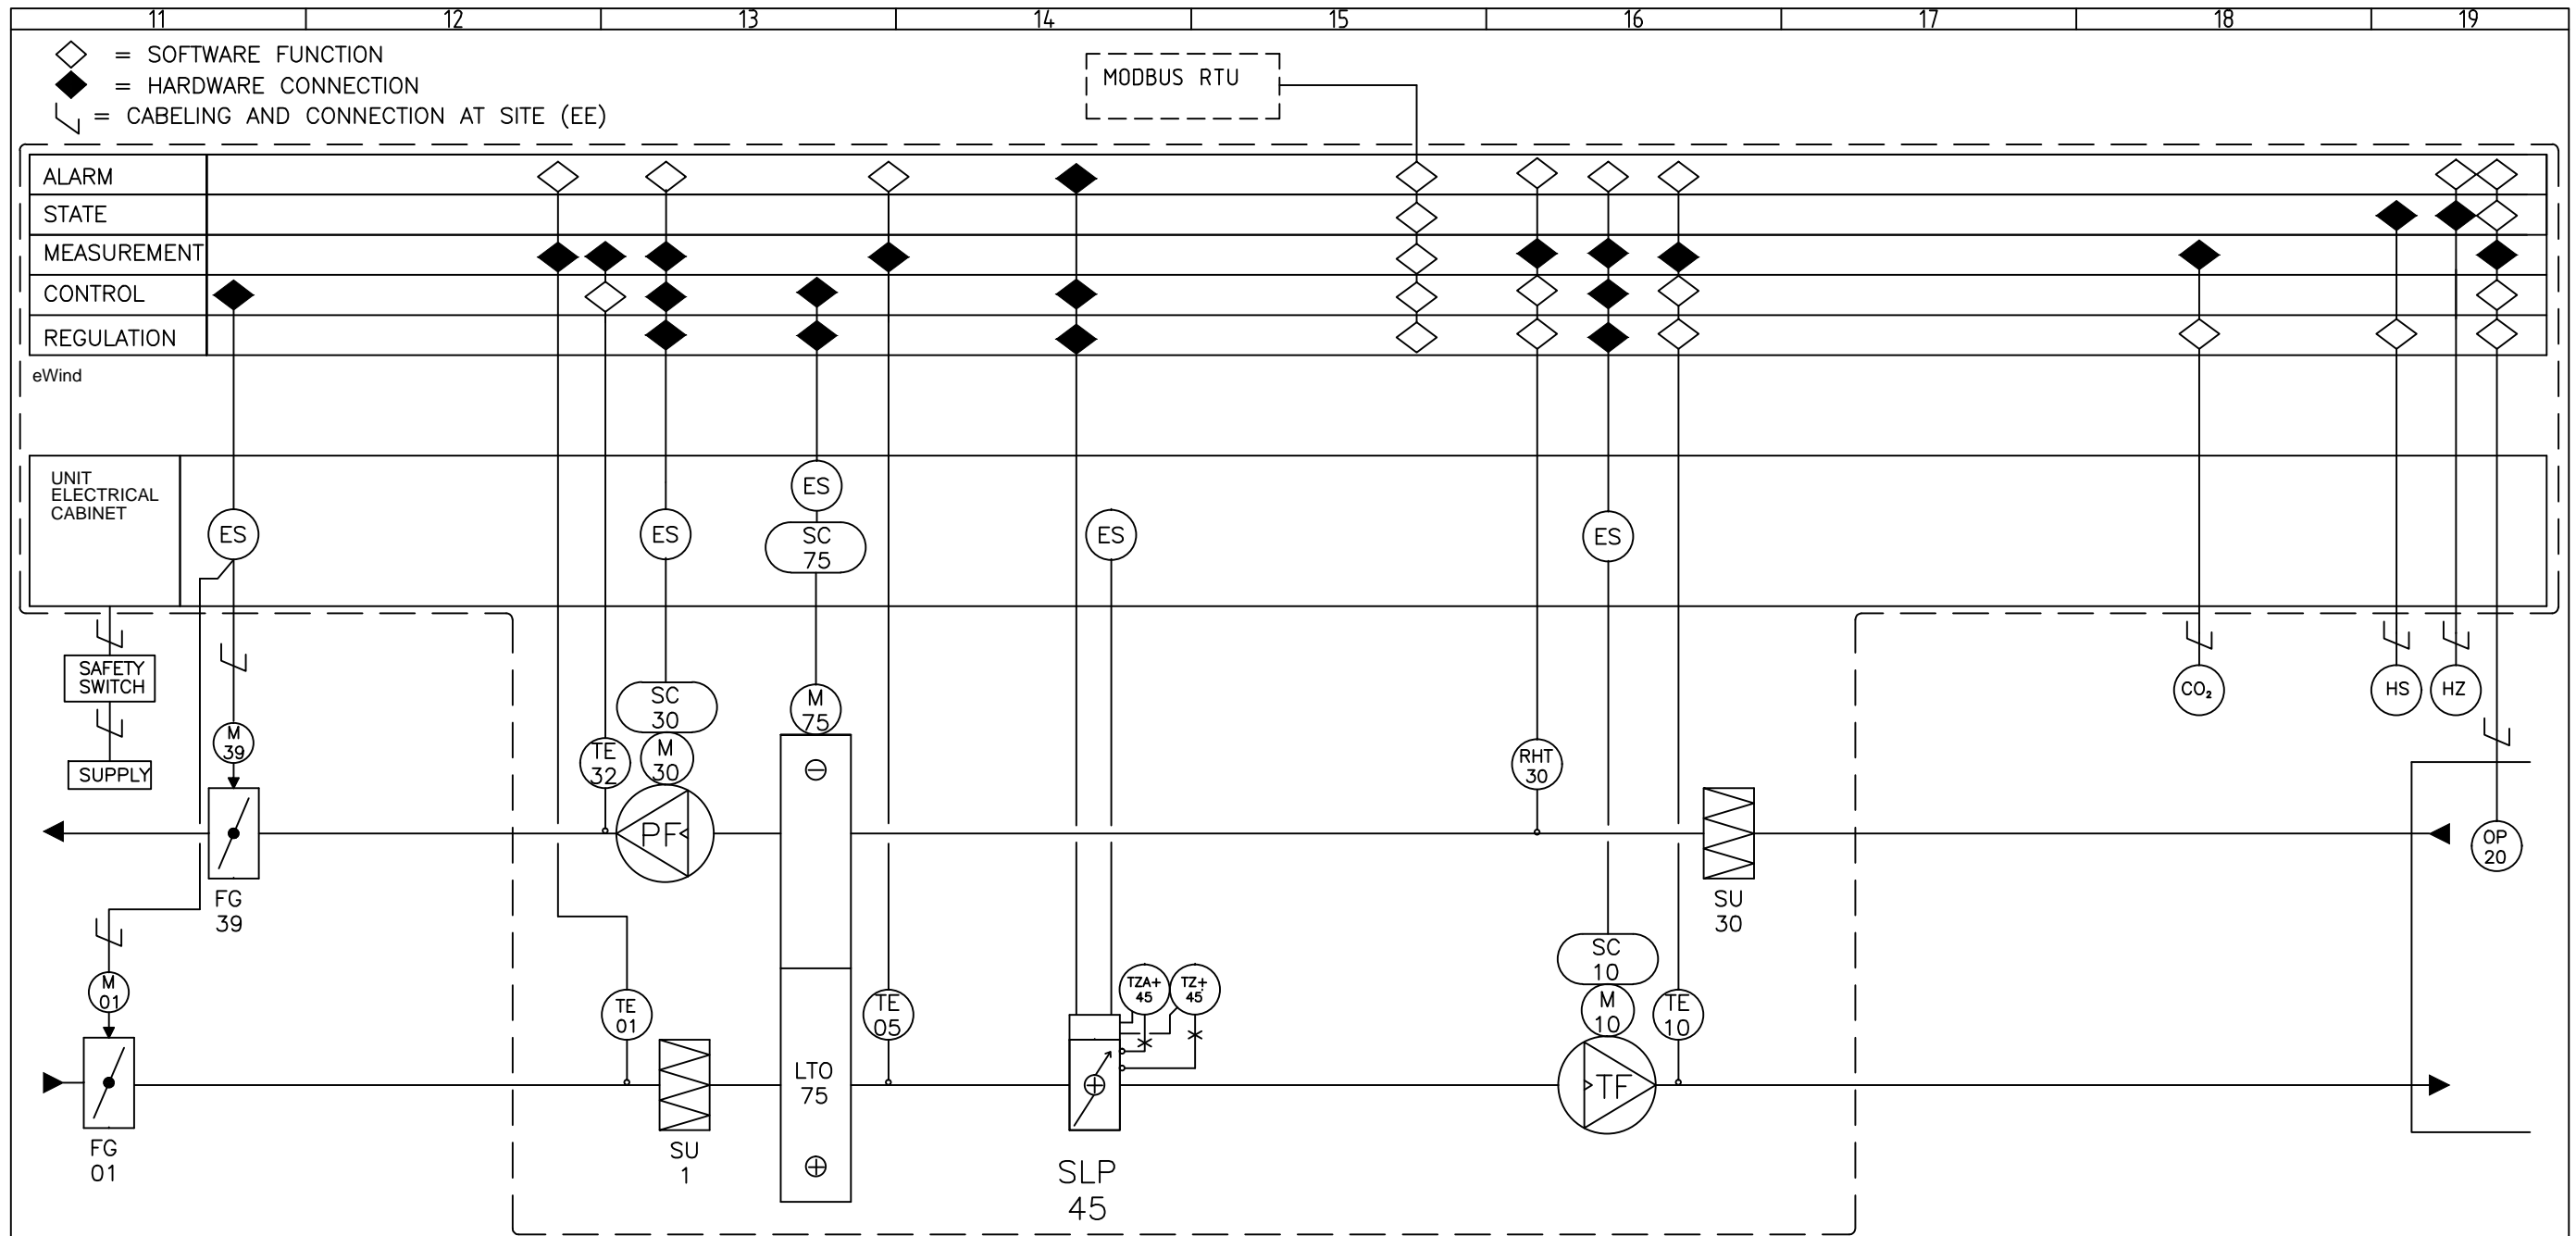 11 12 13 14 15 16 17 18 19
= SOFTWARE FUNCTION
= HARDWARE CONNECTION
= CABELING AND CONNECTION AT SITE (EE)
MODBUS RTU
ALARM
STATE
MEASUREMENT
CONTROL
REGULATION
eWind
UNIT
ELECTRICAL
CABINET
ES
ES
ES
SC
75
ES
ES
SAFETY
SWITCH
SUPPLY
M
39
TE
32
SC
30
M
30
M
75
RHT
30
CO₂
HS
HZ
OP
20
PF
FG
39
SU
30
M
01
TE
01
TE
05
TZA+
45
TZ+
45
SC
10
M
10
TE
10
LTO
75
TF
FG
01
SU
1
SLP
45